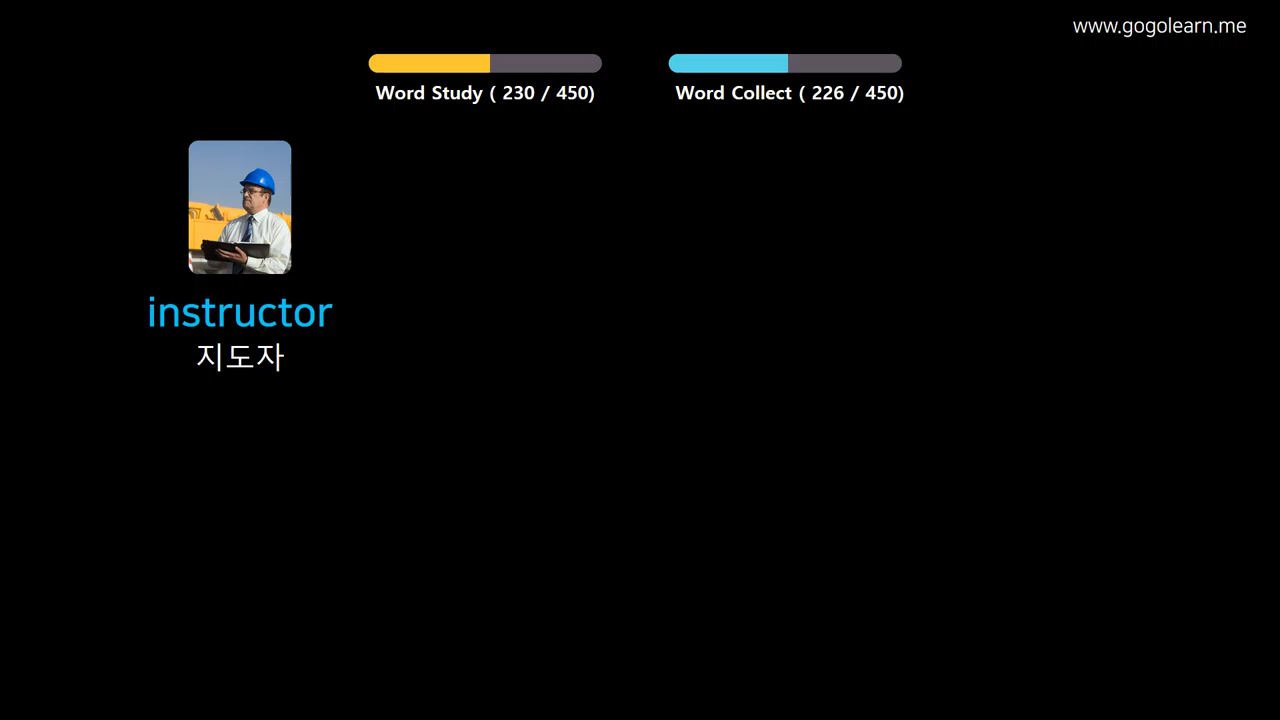 www.gogolearn.me
Word Study ( 230 / 450)
Word Collect ( 226 / 450)
instructor
지도자